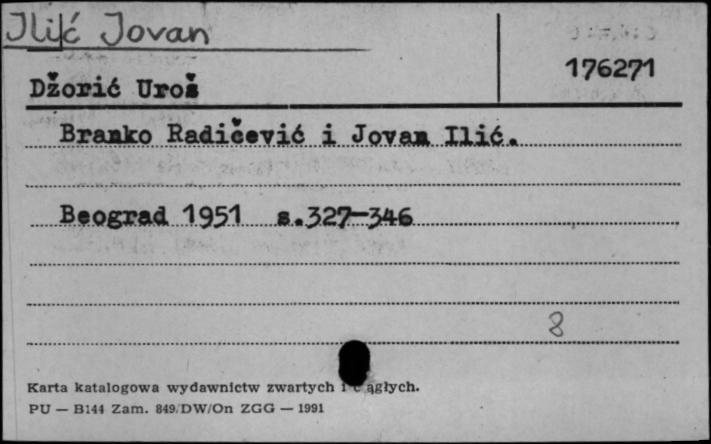 Ilić Jovan
176271
Džorić Uroš
Branko Radičević i Jovan Ilić.
Beograd 1951 s.327-346
8
Karta katalogowa wydawnictw zwartych i ciągłych.
PU — B144 Zam. 849/DW/On ZGG — 1991